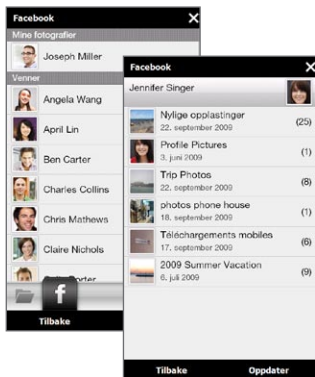 Facebook
Mine fotografier
Joseph Miller
Venner
Angela Wang
April Lin
Ben Carter
Charles Collins
Chris Mathews
Claire Nichols
Porter
Tilbake
Facebook
Jennifer Singer
Nylige opplastinger
22. september 2009
(25)
Profile Pictures
3. juni 2009
(1)
Trip Photos
22. september 2009
(8)
photos phone house
18. september 2009
(1)
Téléchargements mobiles
17. september 2009
(6)
2009 Summer Vacation
6. juli 2009
(9)
Tilbake Oppdater